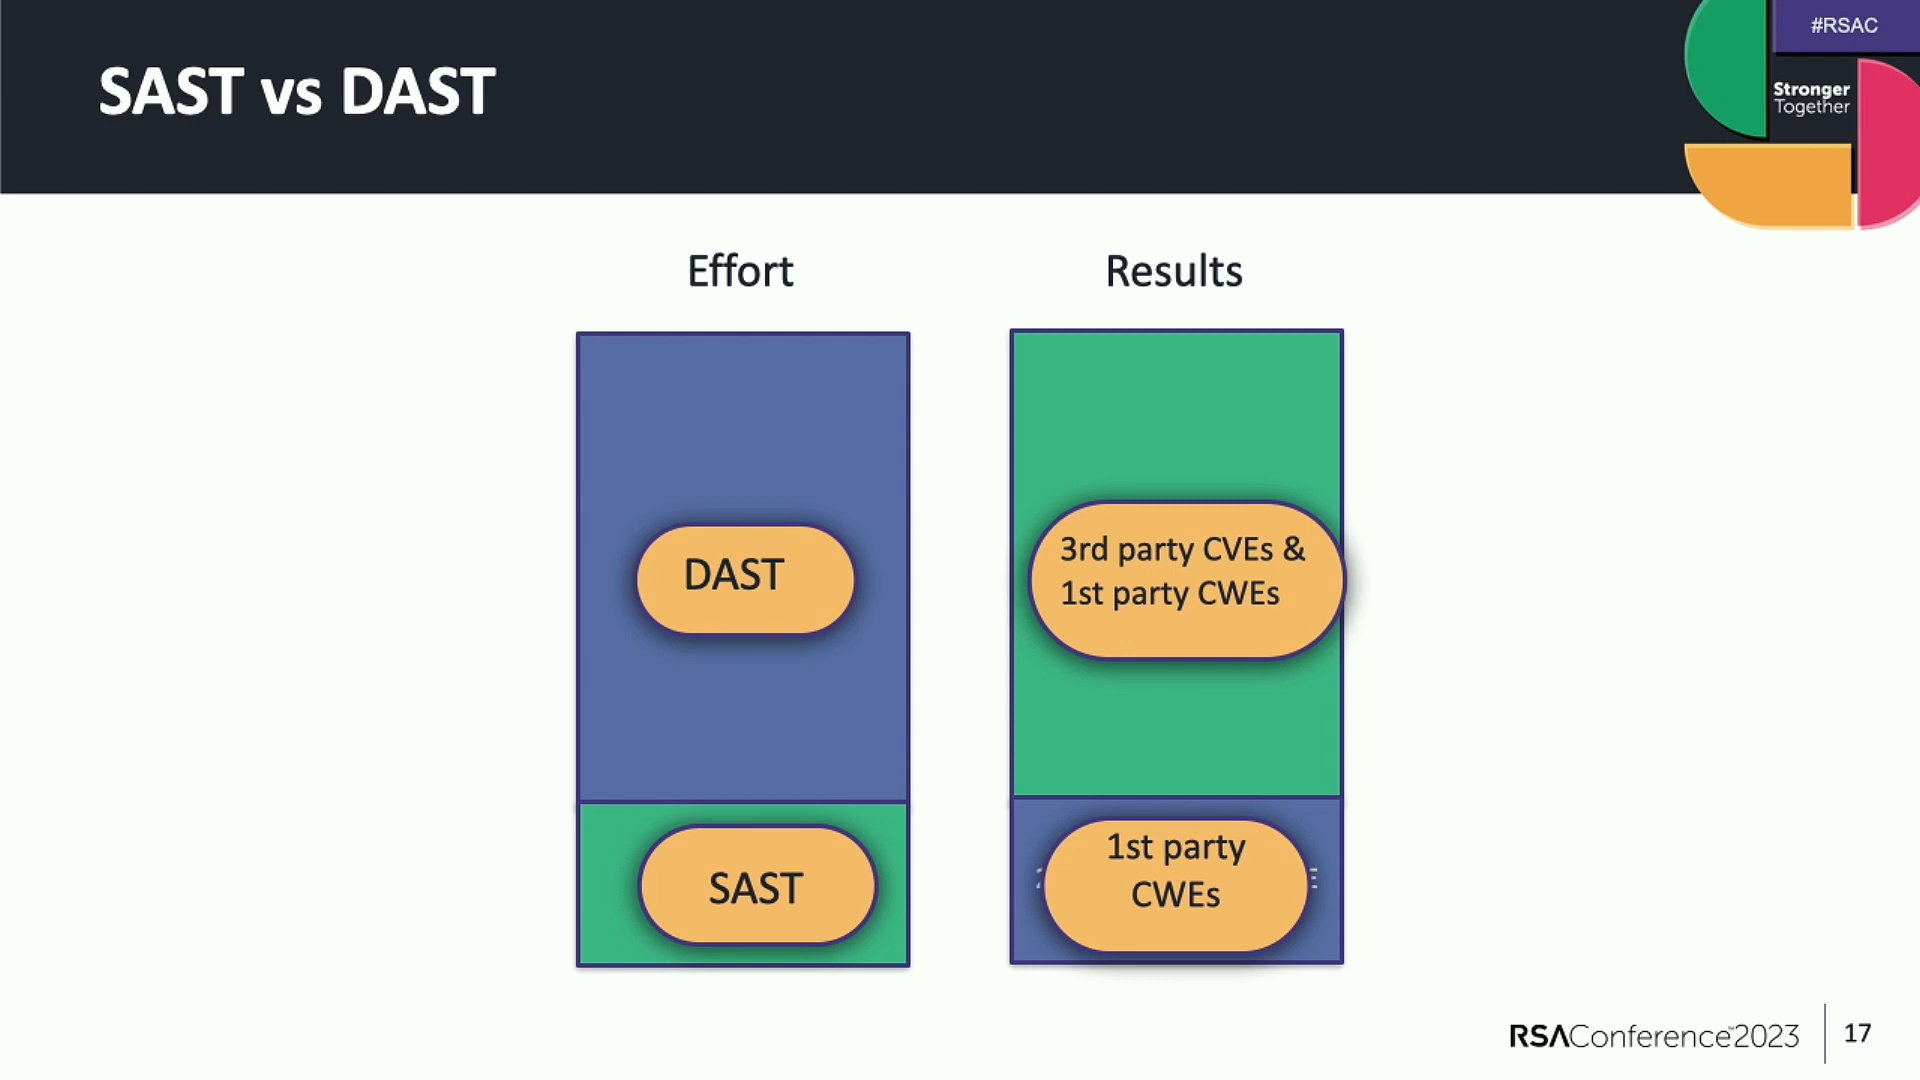 #RSAC
SAST vs DAST
Stronger
Together
Effort
Results
DAST
3rd party CVEs &
1st party CWEs
SAST
1st party
CWEs
RSAConference™2023
17